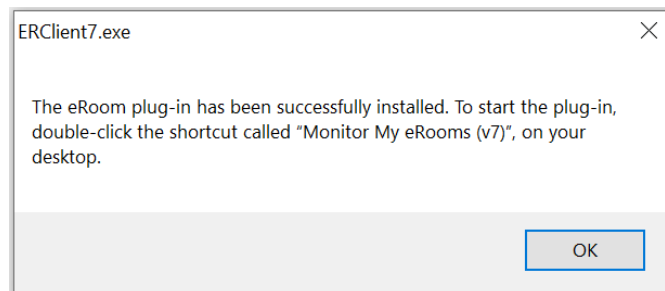 ERClient7.exe
The eRoom plug-in has been successfully installed. To start the plug-in,
double-click the shortcut called “Monitor My eRooms (v7)”, on your
desktop.
OK